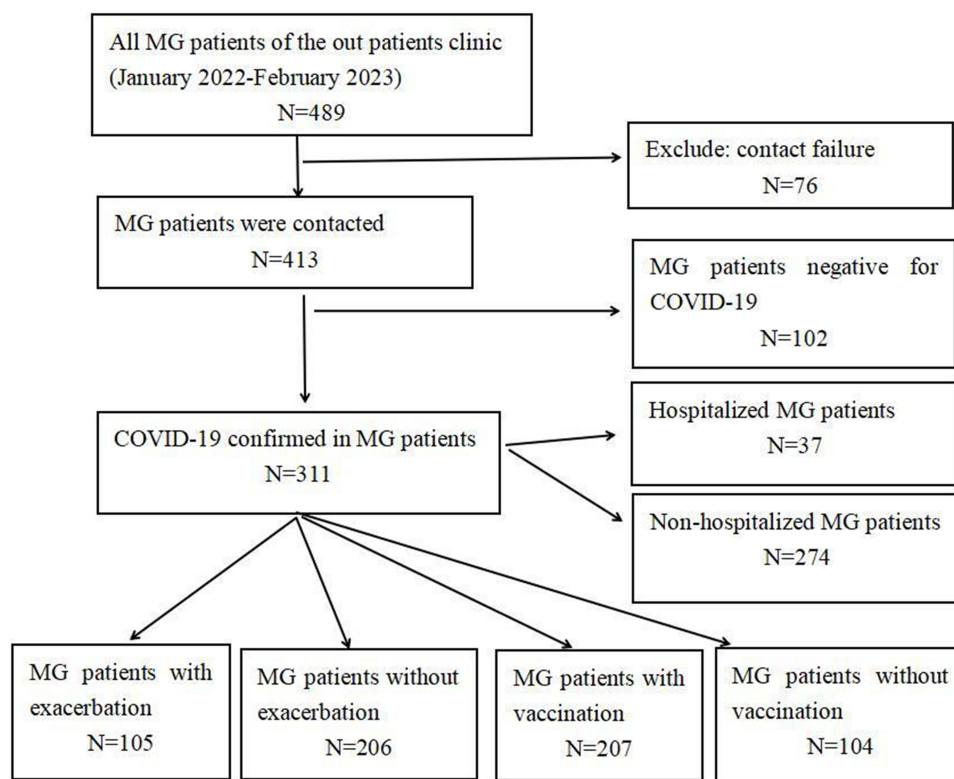 All MG patients of the out patients clinic
(January 2022-February 2023)
N=489
Exclude: contact failure
N=76
MG patients were contacted
N=413
MG patients negative for
COVID-19
N=102
COVID-19 confirmed in MG patients
N=311
Hospitalized MG patients
N=37
Non-hospitalized MG patients
N=274
MG patients with
exacerbation
N=105
MG patients without
exacerbation
N=206
MG patients with
vaccination
N=207
MG patients without
vaccination
N=104